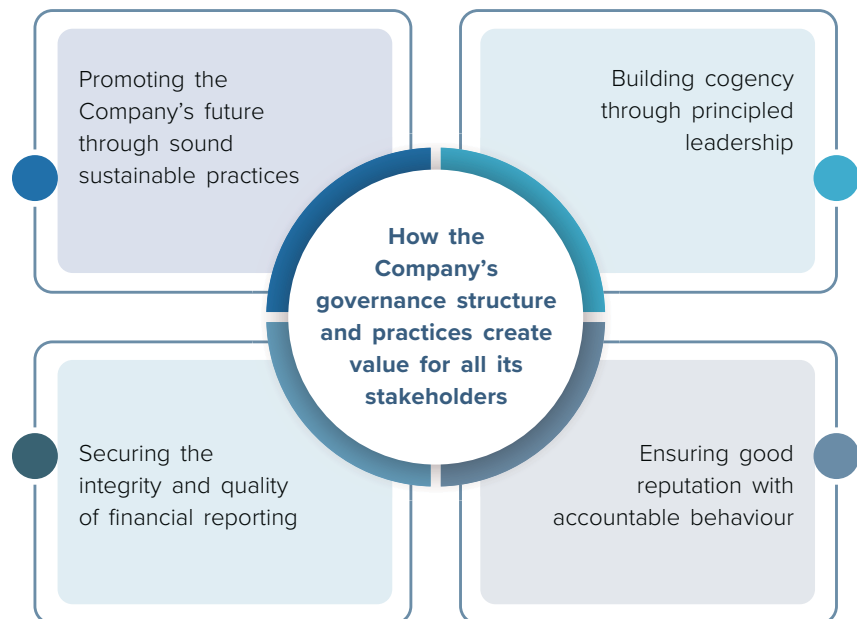 Promoting the
Company’s future
through sound
sustainable practices
Building cogency
through principled
leadership
How the
Company’s
governance structure
and practices create
value for all its
stakeholders
Securing the
integrity and quality
of financial reporting
Ensuring good
reputation with
accountable behaviour